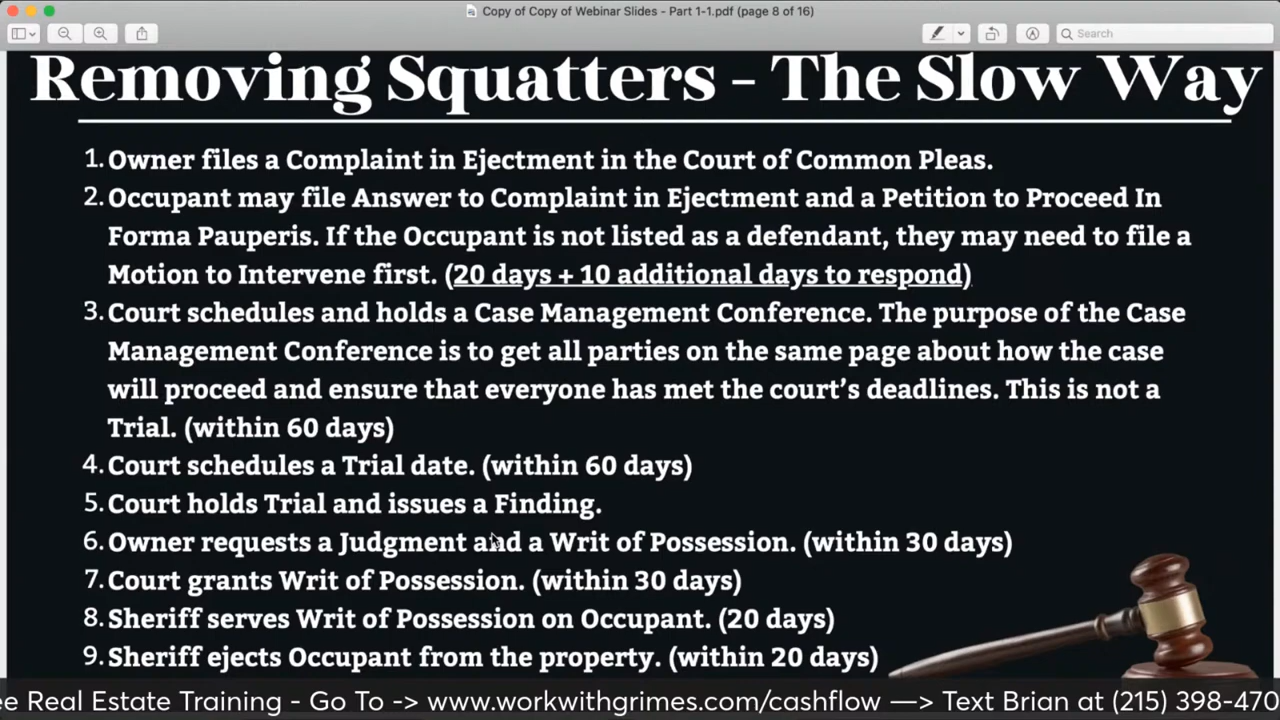 Copy of Copy of Webinar Slides - Part 1-1.pdf (page 8 of 16)
Search
Removing Squatters - The Slow Way
1. Owner files a Complaint in Ejectment in the Court of Common Pleas.
2. Occupant may file Answer to Complaint in Ejectment and a Petition to Proceed In
Forma Pauperis. If the Occupant is not listed as a defendant, they may need to file a
Motion to Intervene first. (20 days + 10 additional days to respond)
3. Court schedules and holds a Case Management Conference. The purpose of the Case
Management Conference is to get all parties on the same page about how the case
will proceed and ensure that everyone has met the court’s deadlines. This is not a
Trial. (within 60 days)
4. Court schedules a Trial date. (within 60 days)
5. Court holds Trial and issues a Finding.
6. Owner requests a Judgment and a Writ of Possession. (within 30 days)
7. Court grants Writ of Possession. (within 30 days)
8. Sheriff serves Writ of Possession on Occupant. (20 days)
9. Sheriff ejects Occupant from the property. (within 20 days)
e Real Estate Training - Go To -> www.workwithgrimes.com/cashflow —> Text Brian at (215) 398-470